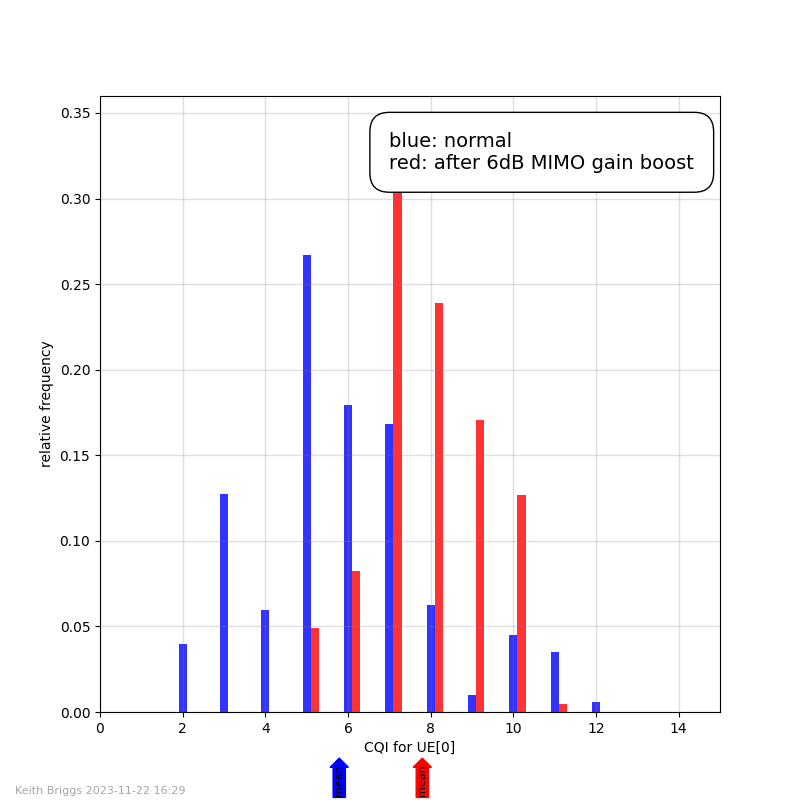 blue: normal
red: after 6dB MIMO gain boost
0.35
0.30
0.25
0.20
0.15
0.10
0.05
0.00
relative frequency
0 2 4 6 8 10 12 14
CQI for UE[0]
mean mean
Keith Briggs 2023-11-22 16:29